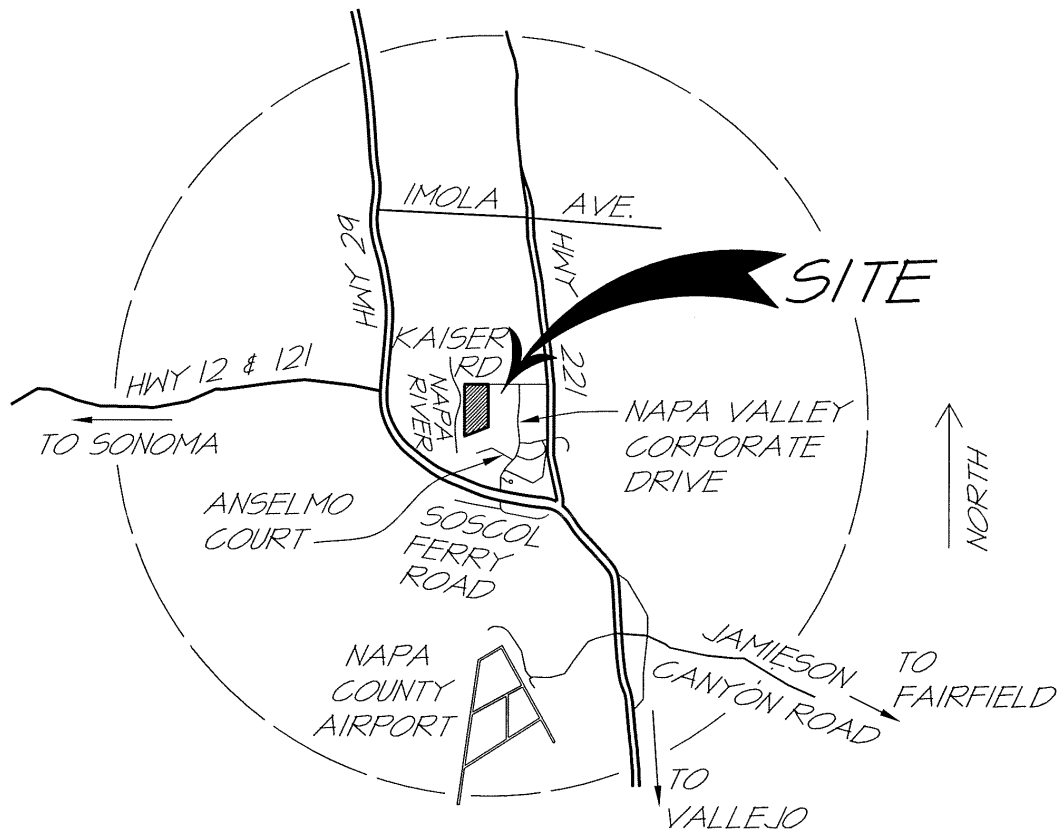 IMOLA AVE.
HWY 29
HWY 221
SITE
KAISER
RD
HWY 12 & 121
TO SONOMA
NAPA
RIVER
NAPA VALLEY
CORPORATE
DRIVE
ANSELMO
COURT
SOSCOL
FERRY
ROAD
NORTH
NAPA
COUNTY
AIRPORT
JAMIESON
CANYON ROAD
TO
FAIRFIELD
TO
VALLEJO